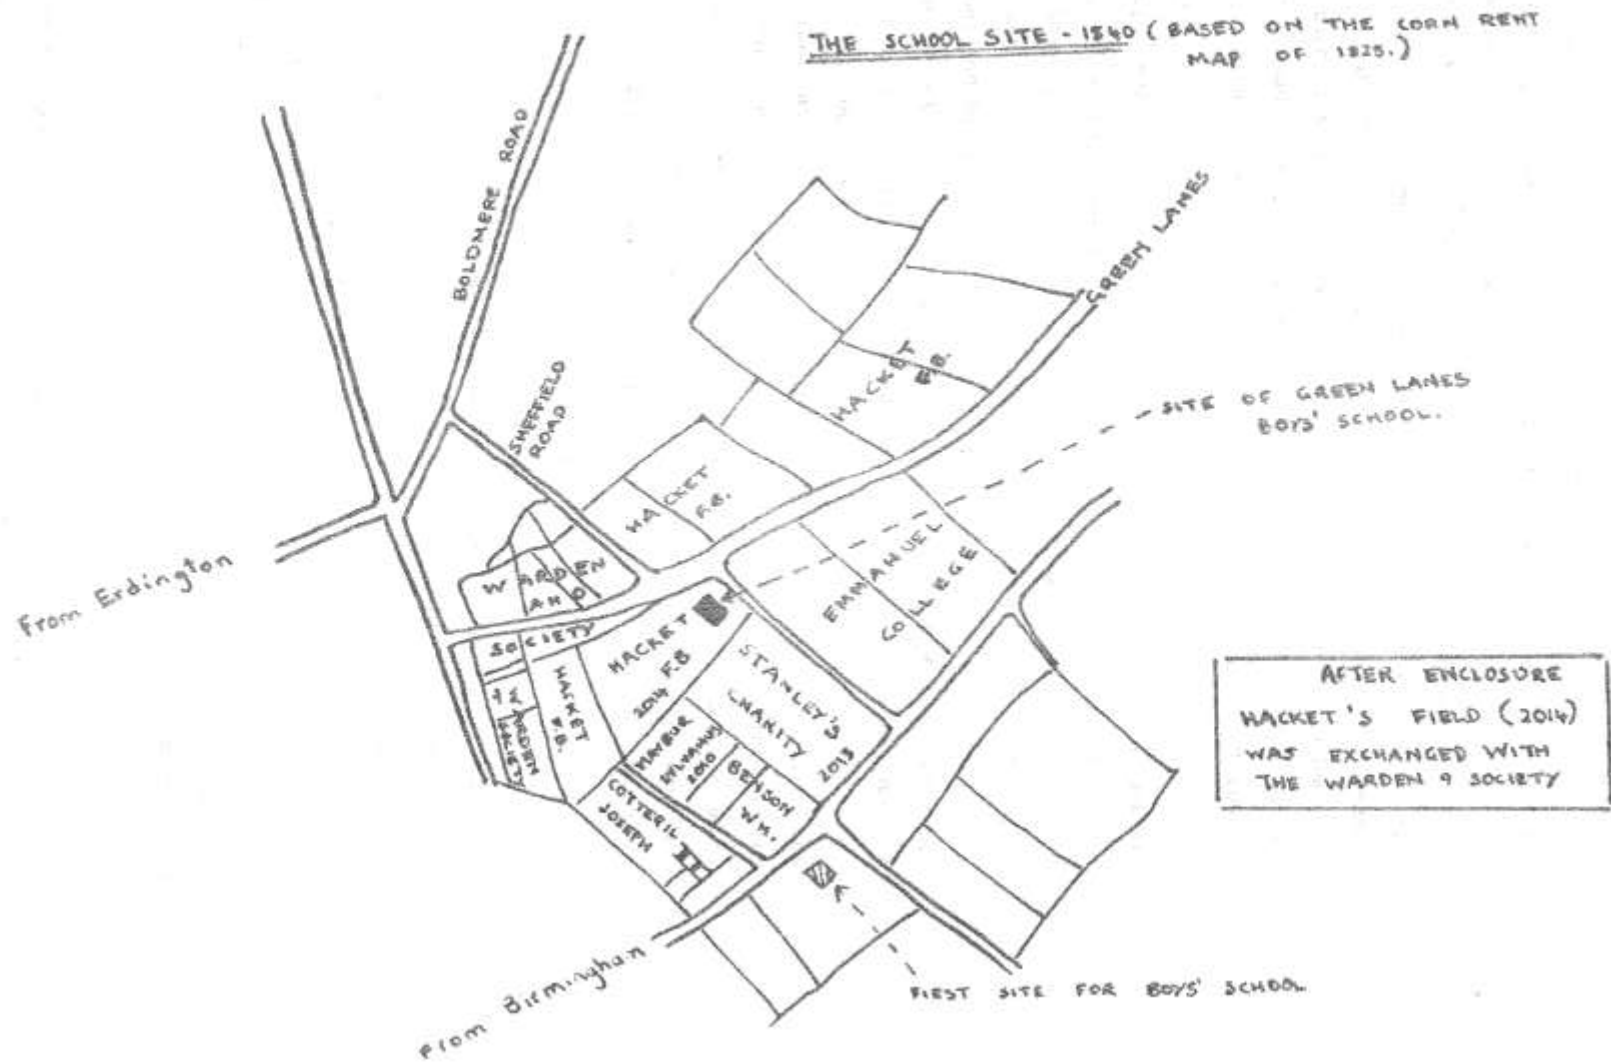 THE SCHOOL SITE - 1840 (BASED ON THE CORN RENT
MAP OF 1825.)
BOLDMERE ROAD
GREEN LANES
SHEFFIELD
ROAD
HACKET
F.B.
SITE OF GREEN LANES
BOYS' SCHOOL.
HACKET
F.B.
EMMANUEL
COLLEGE
From Erdington
WARDEN
AND
SOCIETY
HACKET
F.B
2014
STANLEY'S
CHARITY
2013
& WARDEN
SOCIETY
HACKET
F.B.
SYLVANUS
2010
BENSON
WM.
COTTERIL
JOSEPH
AFTER ENCLOSURE
HACKET'S FIELD (2014)
WAS EXCHANGED WITH
THE WARDEN & SOCIETY
From Birmingham
FIRST SITE FOR BOYS' SCHOOL